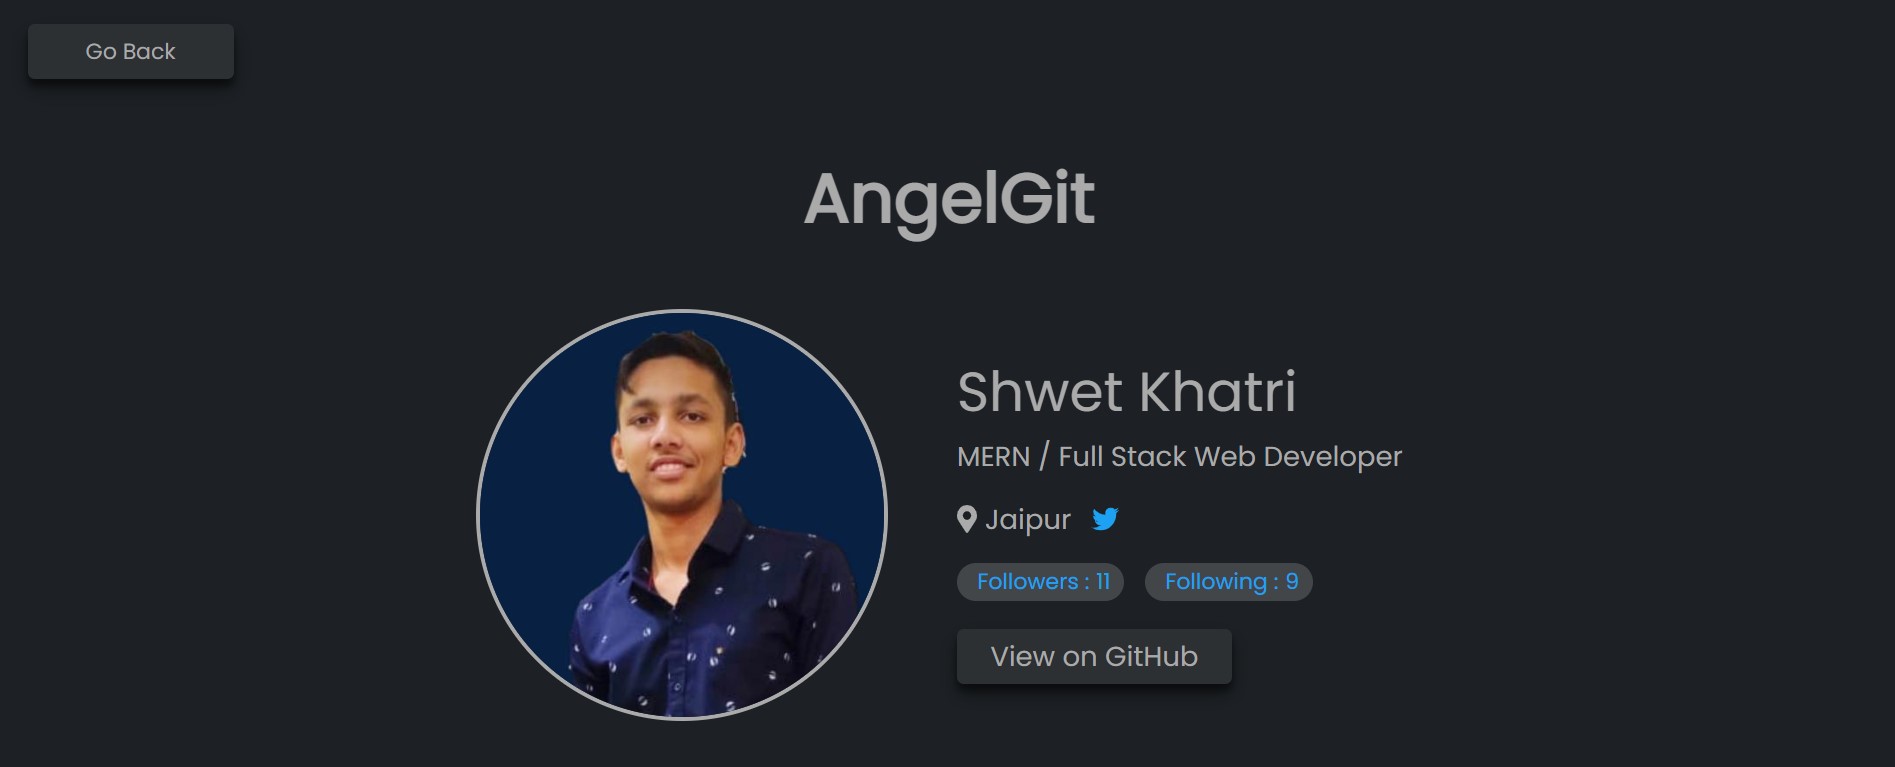 Go Back
AngelGit
Shwet Khatri
MERN / Full Stack Web Developer
Jaipur
Followers : 11 Following : 9
View on GitHub